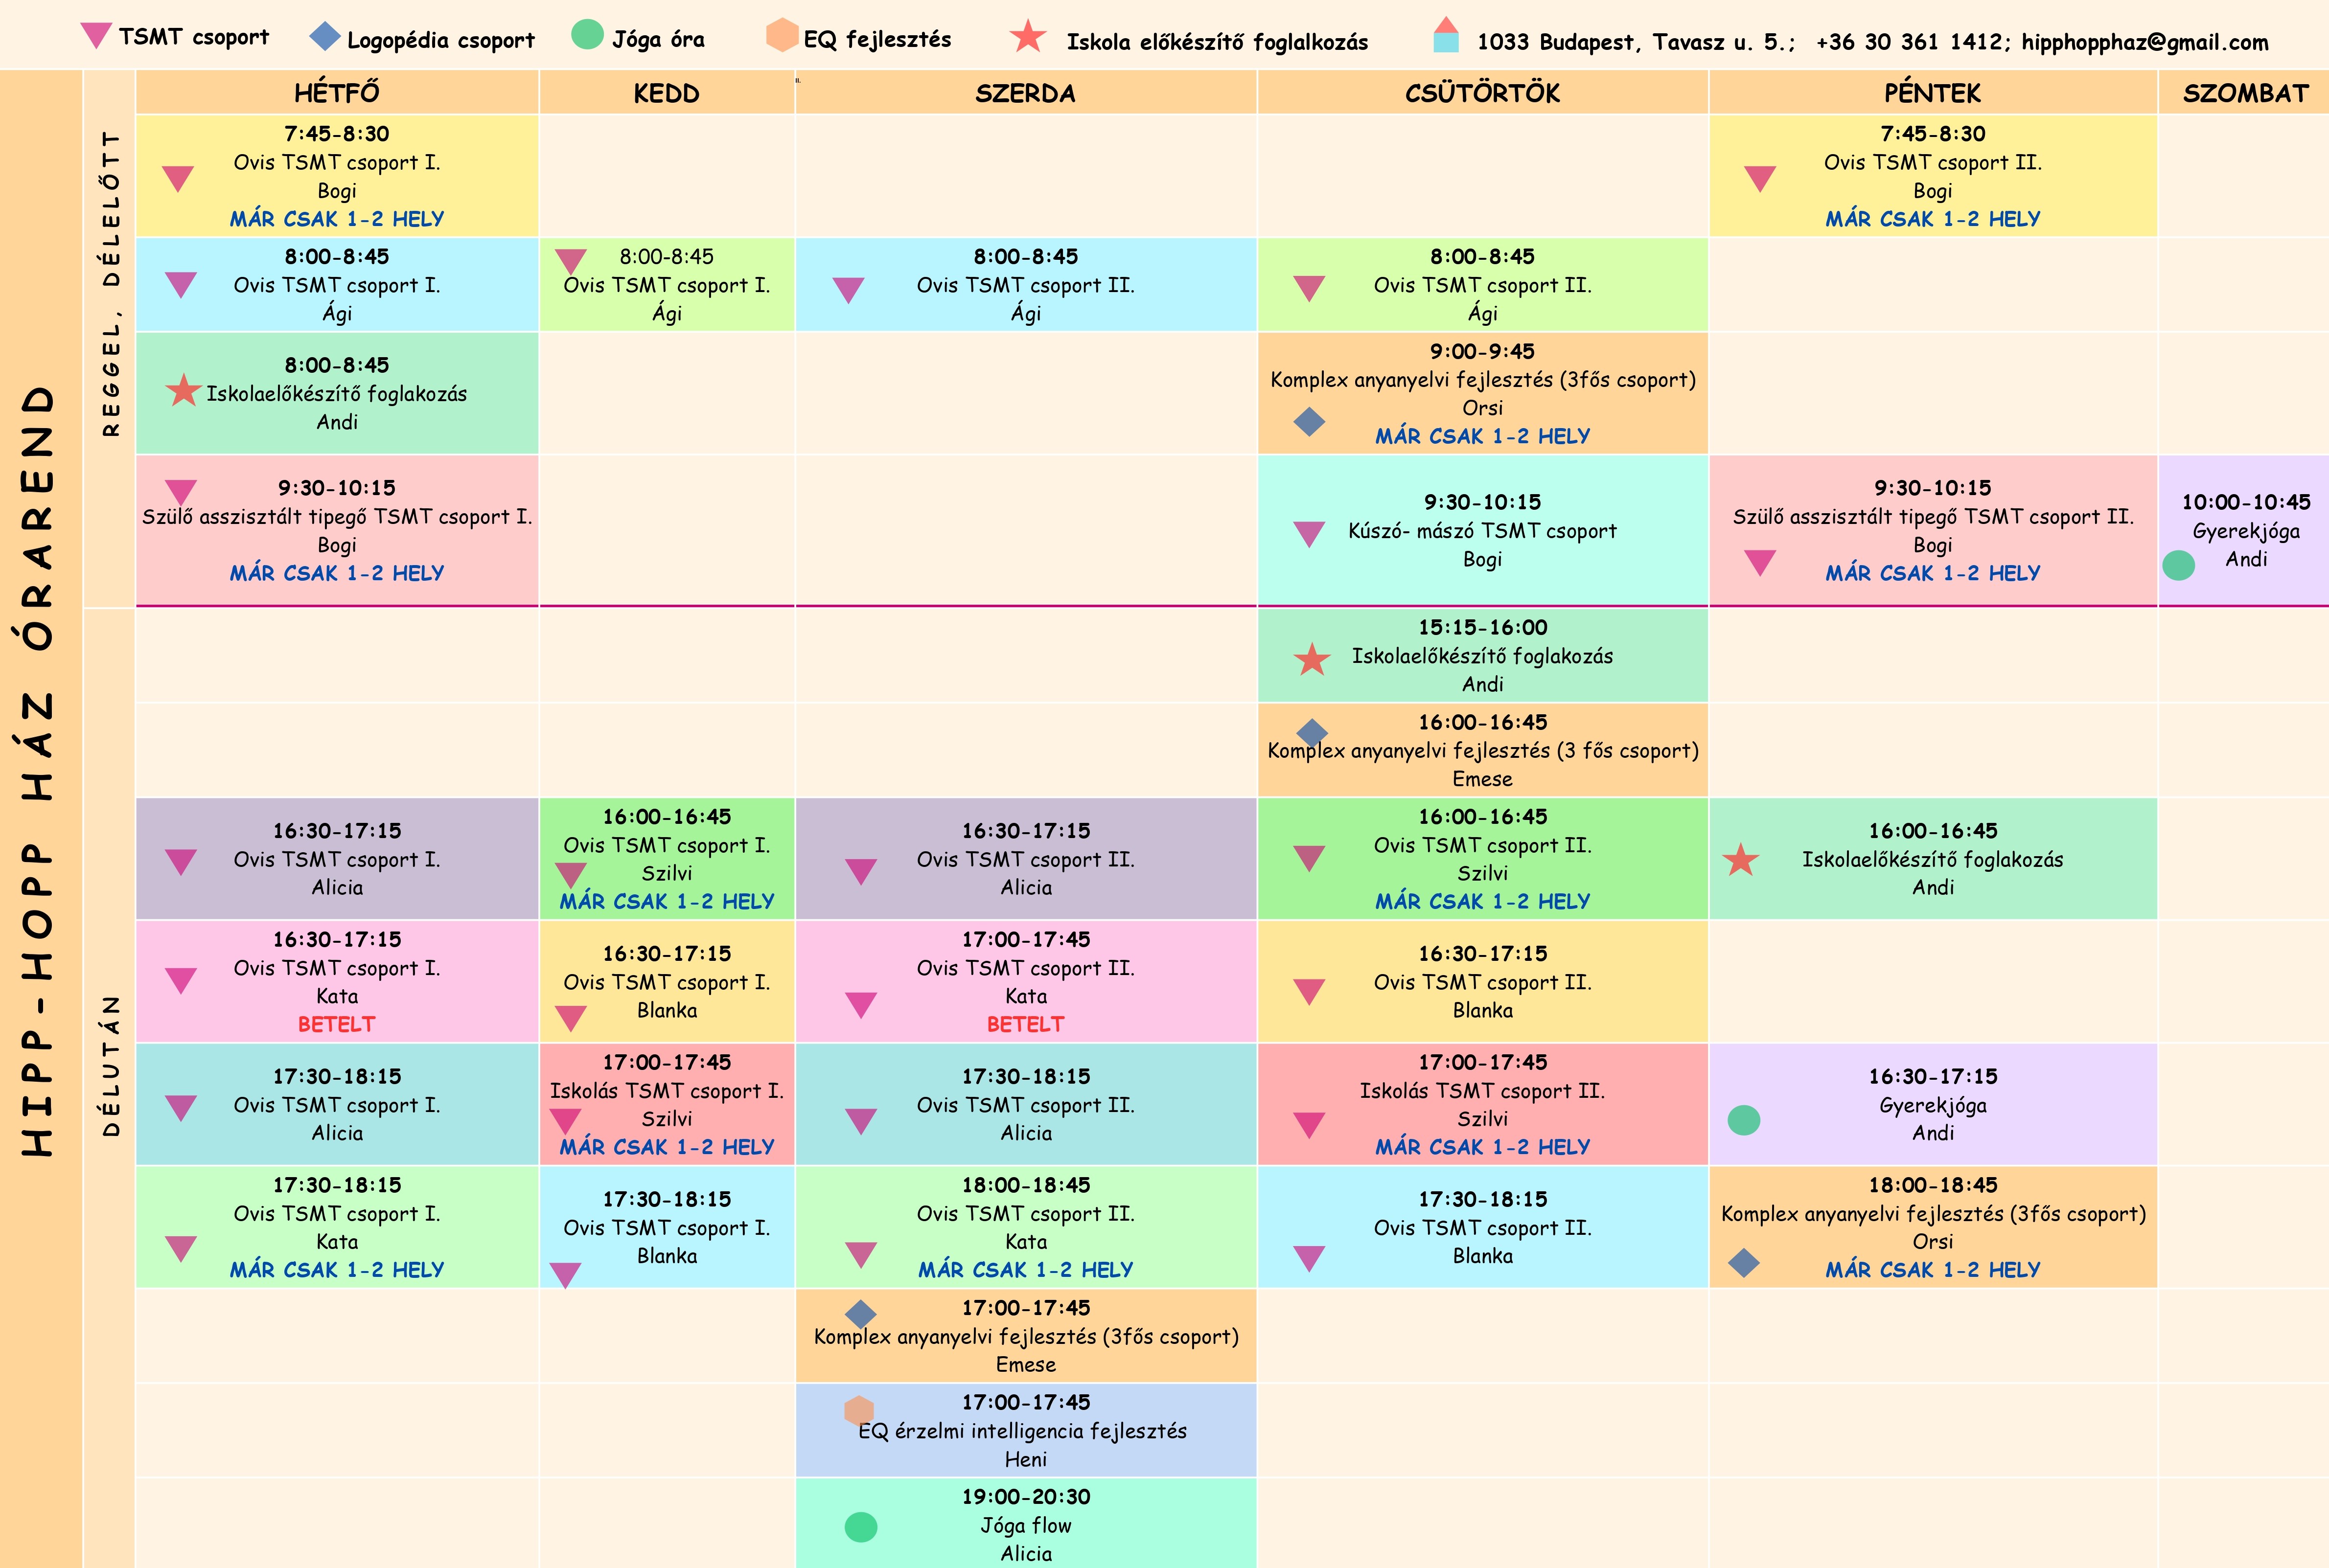 TSMT csoport
Logopédia csoport
Jóga óra
EQ fejlesztés
Iskola előkészítő foglalkozás
1033 Budapest, Tavasz u. 5.; +36 30 361 1412; hipphopphaz@gmail.com
HIPP-HOPP HÁZ ÓRAREND
HÉTFŐ
KEDD
II.
SZERDA
CSÜTÖRTÖK
PÉNTEK
SZOMBAT
REGGEL, DÉLELŐTT
7:45-8:30
Ovis TSMT csoport I.
Bogi
MÁR CSAK 1-2 HELY
7:45-8:30
Ovis TSMT csoport II.
Bogi
MÁR CSAK 1-2 HELY
8:00-8:45
Ovis TSMT csoport I.
Ági
8:00-8:45
Ovis TSMT csoport I.
Ági
8:00-8:45
Ovis TSMT csoport II.
Ági
8:00-8:45
Ovis TSMT csoport II.
Ági
8:00-8:45
Iskolaelőkészítő foglakozás
Andi
9:00-9:45
Komplex anyanyelvi fejlesztés (3fős csoport)
Orsi
MÁR CSAK 1-2 HELY
9:30-10:15
Szülő asszisztált tipegő TSMT csoport I.
Bogi
MÁR CSAK 1-2 HELY
9:30-10:15
Kúszó- mászó TSMT csoport
Bogi
9:30-10:15
Szülő asszisztált tipegő TSMT csoport II.
Bogi
MÁR CSAK 1-2 HELY
10:00-10:45
Gyerekjóga
Andi
DÉLUTÁN
15:15-16:00
Iskolaelőkészítő foglakozás
Andi
16:00-16:45
Komplex anyanyelvi fejlesztés (3 fős csoport)
Emese
16:30-17:15
Ovis TSMT csoport I.
Alicia
16:00-16:45
Ovis TSMT csoport I.
Szilvi
MÁR CSAK 1-2 HELY
16:30-17:15
Ovis TSMT csoport II.
Alicia
16:00-16:45
Ovis TSMT csoport II.
Szilvi
MÁR CSAK 1-2 HELY
16:00-16:45
Iskolaelőkészítő foglakozás
Andi
16:30-17:15
Ovis TSMT csoport I.
Kata
BETELT
16:30-17:15
Ovis TSMT csoport I.
Blanka
17:00-17:45
Ovis TSMT csoport II.
Kata
BETELT
16:30-17:15
Ovis TSMT csoport II.
Blanka
17:30-18:15
Ovis TSMT csoport I.
Alicia
17:00-17:45
Iskolás TSMT csoport I.
Szilvi
MÁR CSAK 1-2 HELY
17:30-18:15
Ovis TSMT csoport II.
Alicia
17:00-17:45
Iskolás TSMT csoport II.
Szilvi
MÁR CSAK 1-2 HELY
16:30-17:15
Gyerekjóga
Andi
17:30-18:15
Ovis TSMT csoport I.
Kata
MÁR CSAK 1-2 HELY
17:30-18:15
Ovis TSMT csoport I.
Blanka
18:00-18:45
Ovis TSMT csoport II.
Kata
MÁR CSAK 1-2 HELY
17:30-18:15
Ovis TSMT csoport II.
Blanka
18:00-18:45
Komplex anyanyelvi fejlesztés (3fős csoport)
Orsi
MÁR CSAK 1-2 HELY
17:00-17:45
Komplex anyanyelvi fejlesztés (3fős csoport)
Emese
17:00-17:45
EQ érzelmi intelligencia fejlesztés
Heni
19:00-20:30
Jóga flow
Alicia